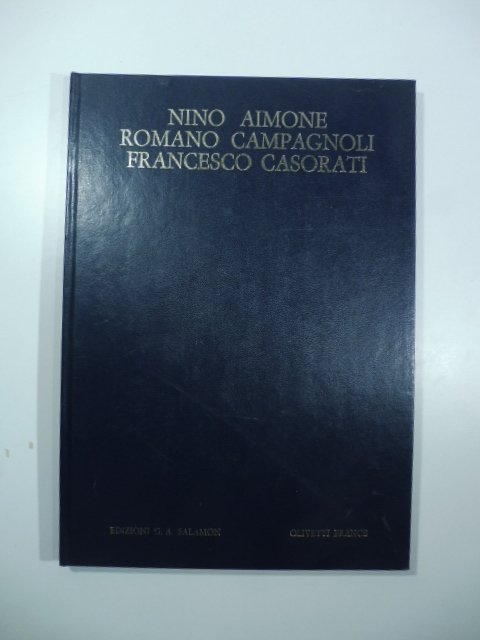 NINO AIMONE
ROMANO CAMPAGNOLI
FRANCESCO CASORATI
EDIZIONI G. A. SALAMON OLIVETTI FRANCE